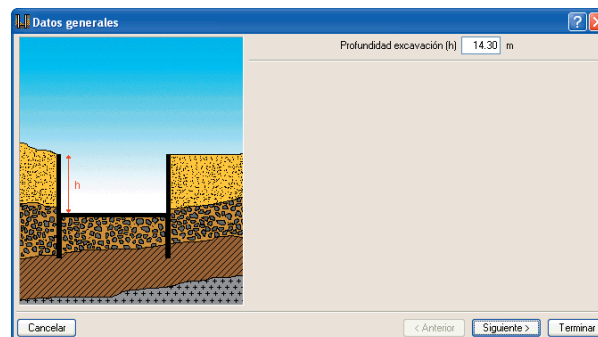 Datos generales
Profundidad excavación (h) 14.30 m
h
Cancelar < Anterior Siguiente > Terminar